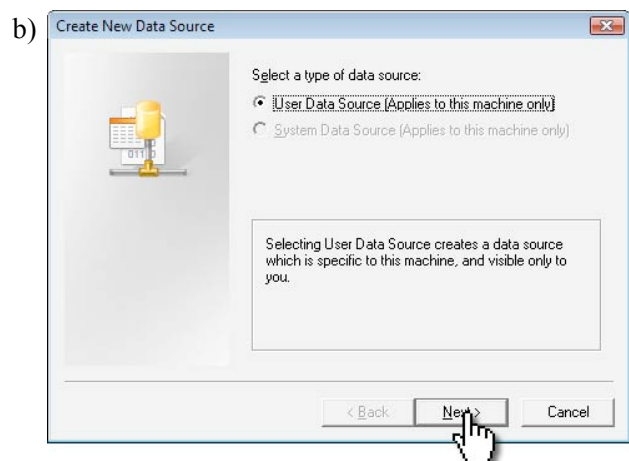 b)
Create New Data Source
Select a type of data source:
User Data Source (Applies to this machine only)
System Data Source (Applies to this machine only)
011
Selecting User Data Source creates a data source
which is specific to this machine, and visible only to
you.
< Back
Next >
Cancel